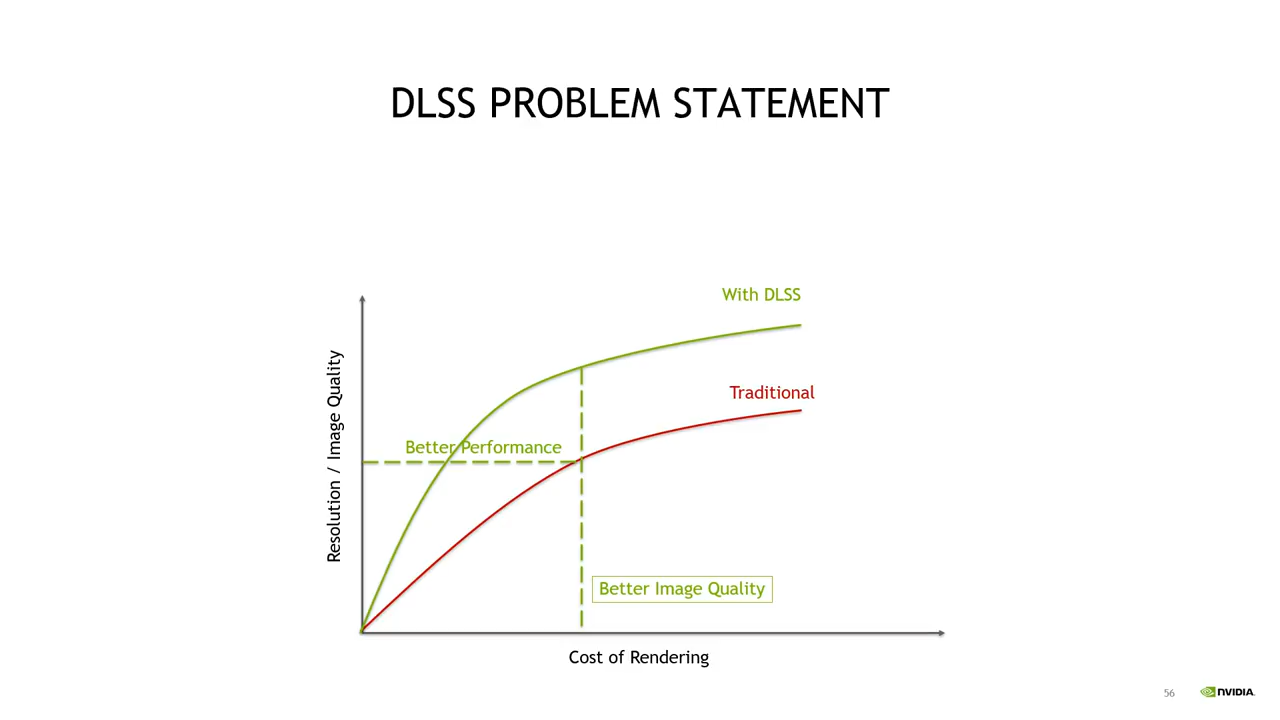 DLSS PROBLEM STATEMENT
With DLSS
Resolution / Image Quality
Traditional
Better Performance
Better Image Quality
Cost of Rendering
56
NVIDIA.